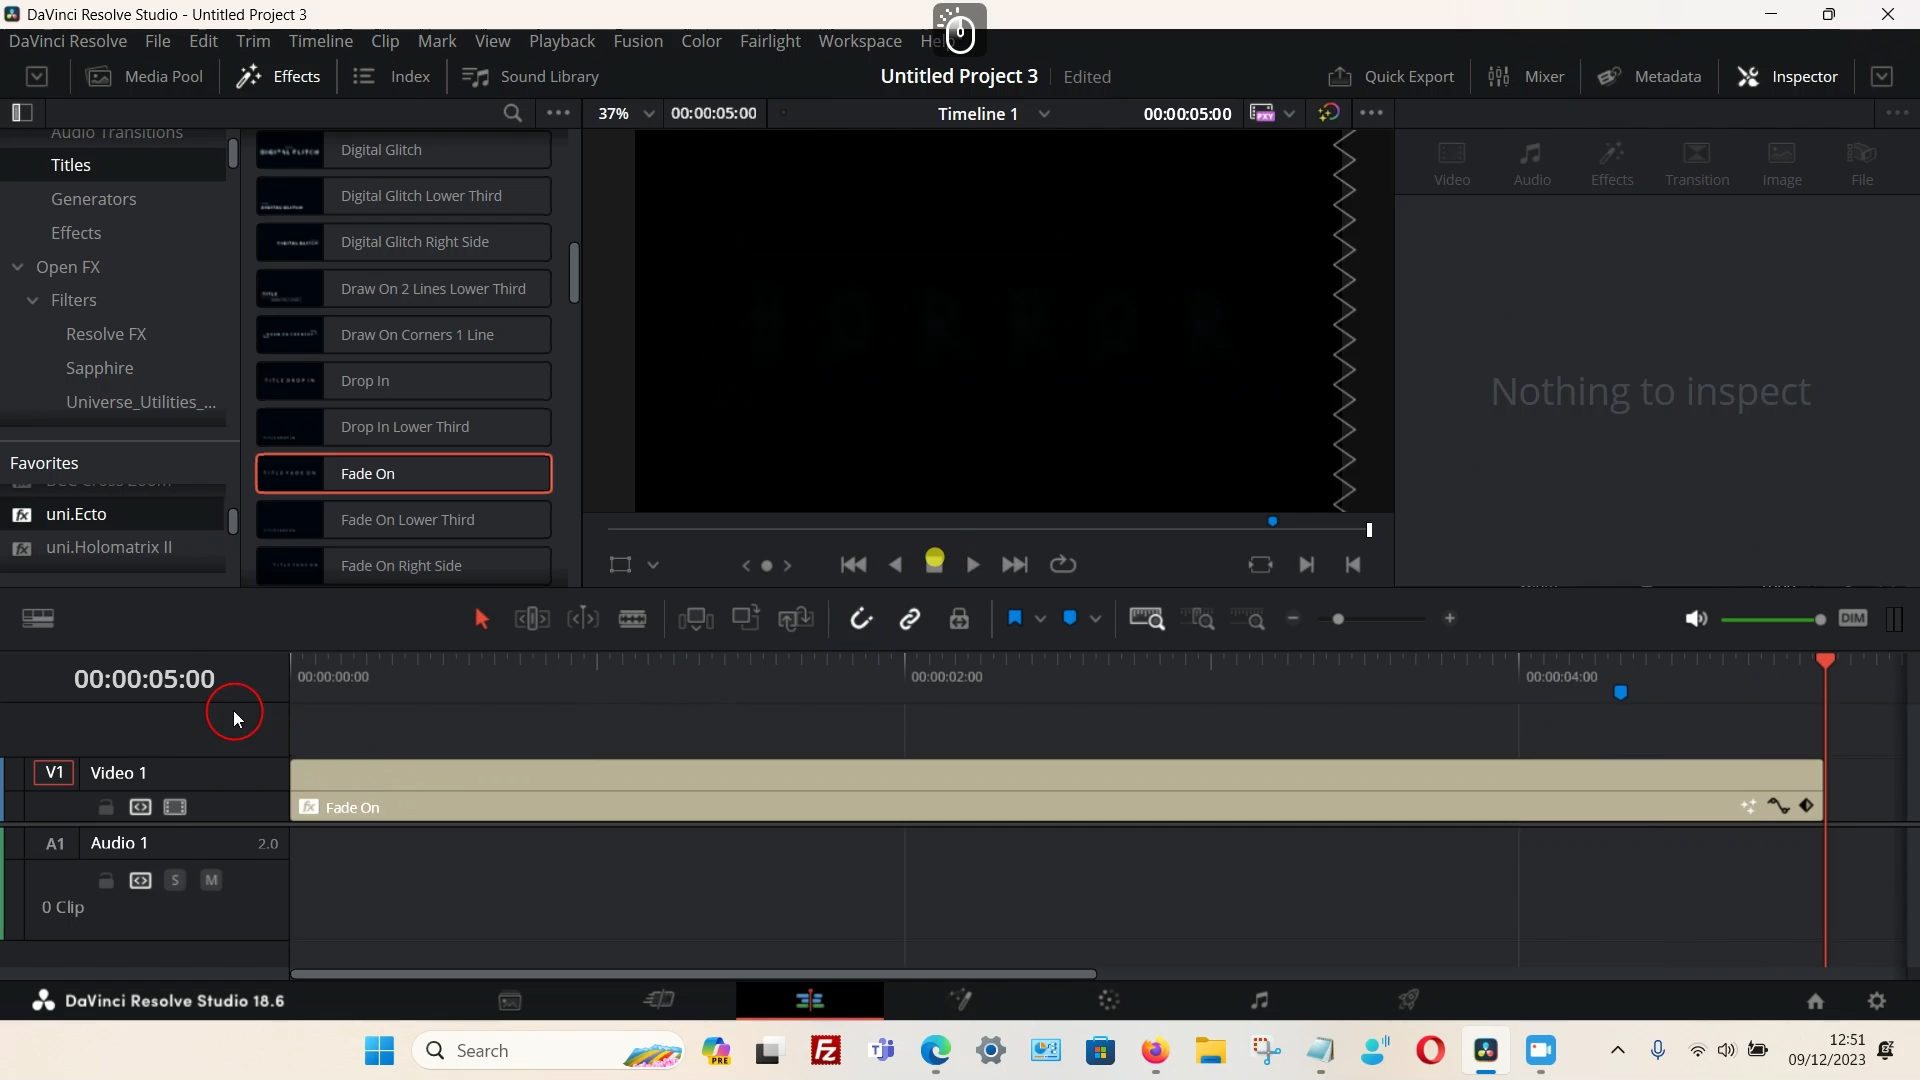 DaVinci Resolve Studio - Untitled Project 3
DaVinci Resolve File Edit Trim Timeline Clip Mark View Playback Fusion Color Fairlight Workspace Help
Media Pool Effects Index Sound Library Untitled Project 3 Edited Quick Export Mixer Metadata Inspector
37% 00:00:05:00 Timeline 1 00:00:05:00
Audio Transitions
Titles
Generators
Effects
Open FX
Filters
Resolve FX
Sapphire
Universe_Utilities_...
Favorites
uni.Ecto
uni.Holomatrix II
Digital Glitch
Digital Glitch Lower Third
Digital Glitch Right Side
Draw On 2 Lines Lower Third
Draw On Corners 1 Line
Drop In
Drop In Lower Third
Fade On
Fade On Lower Third
Fade On Right Side
HORROR
Video Audio Effects Transition Image File
Nothing to inspect
DIM
00:00:05:00
00:00:00:00 00:00:02:00 00:00:04:00
V1 Video 1
Fade On
A1 Audio 1 2.0
S M
0 Clip
DaVinci Resolve Studio 18.6
Search
PRE
12:51
09/12/2023